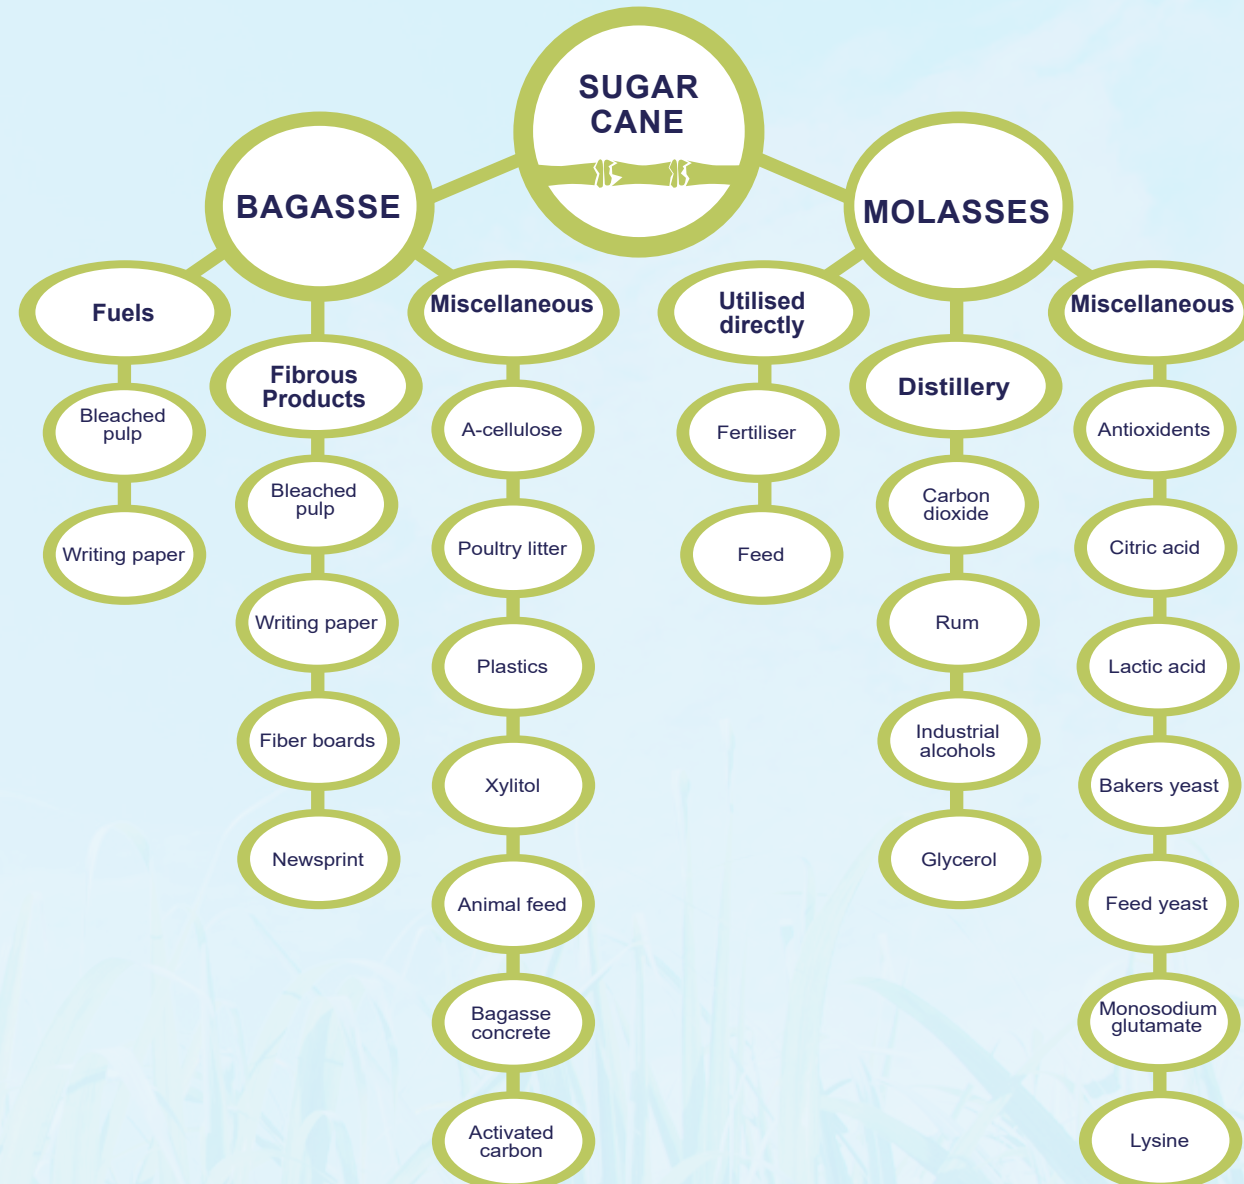 SUGAR
CANE
BAGASSE
MOLASSES
Fuels
Bleached
pulp
Writing paper
Fibrous
Products
Bleached
pulp
Writing paper
Fiber boards
Newsprint
Miscellaneous
A-cellulose
Poultry litter
Plastics
Xylitol
Animal feed
Bagasse
concrete
Activated
carbon
Utilised
directly
Fertiliser
Feed
Distillery
Carbon
dioxide
Rum
Industrial
alcohols
Glycerol
Miscellaneous
Antioxidents
Citric acid
Lactic acid
Bakers yeast
Feed yeast
Monosodium
glutamate
Lysine